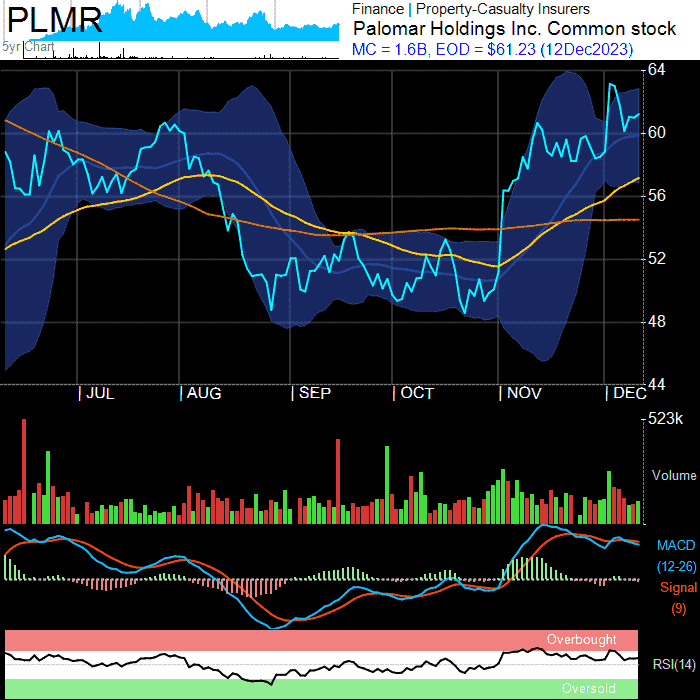 PLMR
5yr Chart
Finance | Property-Casualty Insurers
Palomar Holdings Inc. Common stock
MC = 1.6B, EOD = $61.23 (12Dec2023)
64
60
56
52
48
44
JUL AUG SEP OCT NOV DEC
523k
Volume
MACD
(12-26)
Signal
(9)
Overbought
RSI(14)
Oversold